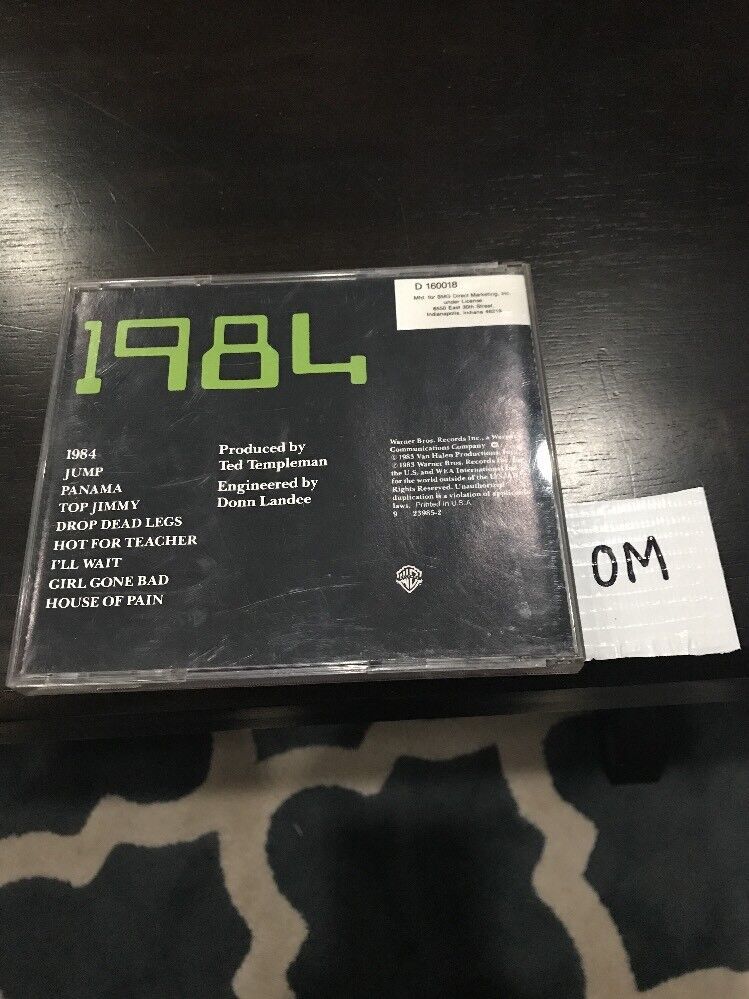 1984
D 160018
Mfd. for BMG Direct Marketing, Inc.
under License
6550 East 30th Street,
Indianapolis, Indiana 46219
1984
JUMP
PANAMA
TOP JIMMY
DROP DEAD LEGS
HOT FOR TEACHER
I'LL WAIT
GIRL GONE BAD
HOUSE OF PAIN
Produced by
Ted Templeman
Engineered by
Donn Landee
Warner Bros. Records Inc., a Warner
Communications Company
© 1983 Van Halen Productions.
℗ 1983 Warner Bros. Records Inc. for
the U.S. and WEA International Inc.
for the world outside of the U.S. All
Rights Reserved. Unauthorized
duplication is a violation of applicable
laws. Printed in U.S.A.
9 23985-2
OM